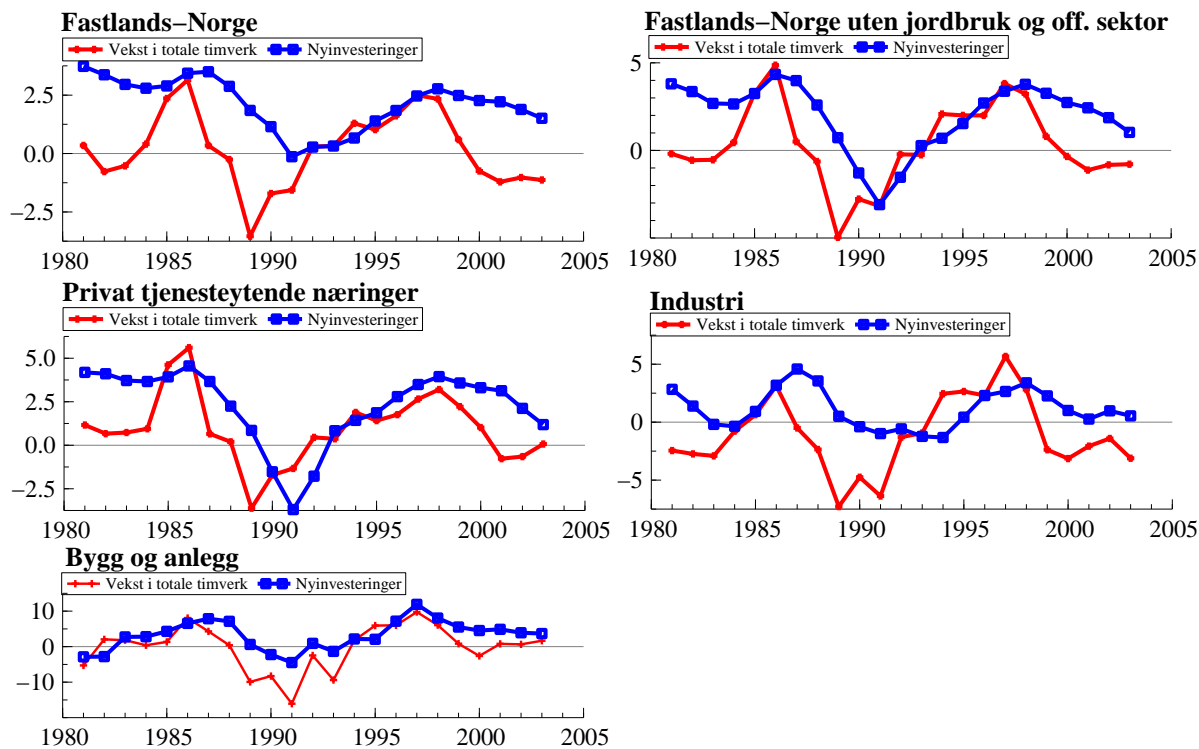 Fastlands−Norge
Vekst i totale timverk Nyinvesteringer
2.5
0.0
−2.5
1980 1985 1990 1995 2000 2005
Fastlands−Norge uten jordbruk og off. sektor
Vekst i totale timverk Nyinvesteringer
5
0
−5
1980 1985 1990 1995 2000 2005
Privat tjenesteytende næringer
Vekst i totale timverk Nyinvesteringer
5.0
2.5
0.0
−2.5
1980 1985 1990 1995 2000 2005
Industri
Vekst i totale timverk Nyinvesteringer
5
0
−5
1980 1985 1990 1995 2000 2005
Bygg og anlegg
Vekst i totale timverk Nyinvesteringer
10
0
−10
1980 1985 1990 1995 2000 2005